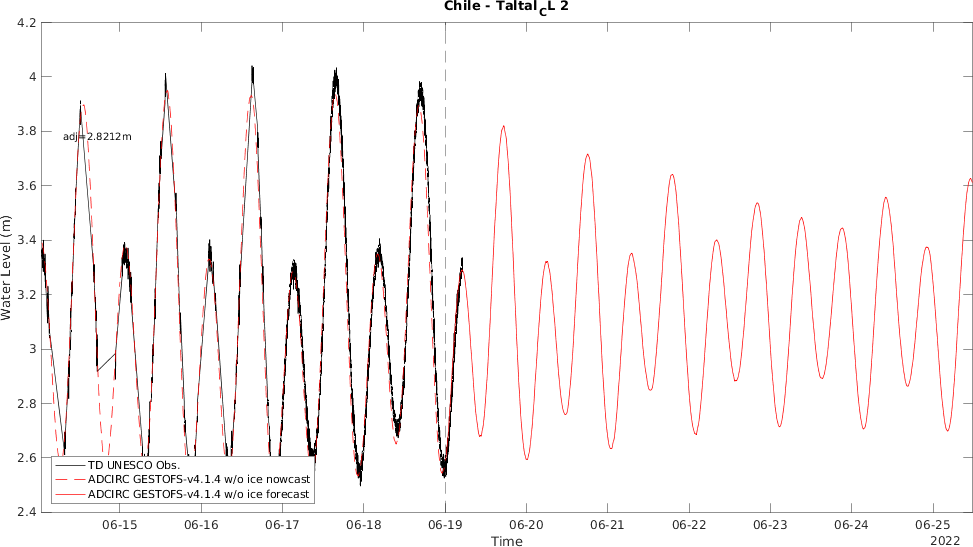 Chile - Taltal_CL 2
4.2
4
3.8
3.6
3.4
3.2
3
2.8
2.6
2.4
Water Level (m)
adj=2.8212m
TD UNESCO Obs.
ADCIRC GESTOFS-v4.1.4 w/o ice nowcast
ADCIRC GESTOFS-v4.1.4 w/o ice forecast
06-15 06-16 06-17 06-18 06-19 06-20 06-21 06-22 06-23 06-24 06-25
Time
2022